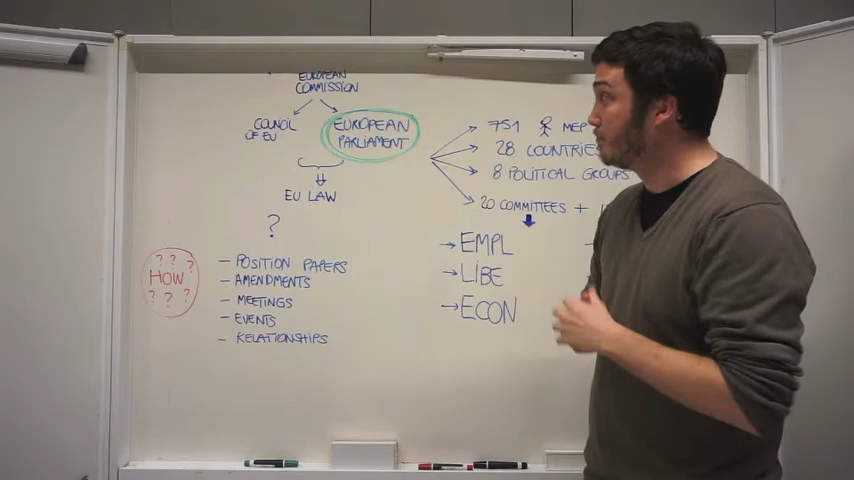 EUROPEAN
COMMISSION
COUNCIL
OF EU
EUROPEAN
PARLIAMENT
EU LAW
?
? ? ?
HOW
? ? ?
- POSITION PAPERS
- AMENDMENTS
- MEETINGS
- EVENTS
- RELATIONSHIPS
751 MEP
28 COUNTRIES
8 POLITICAL GROUPS
20 COMMITTEES +
→ EMPL
→ LIBE
→ ECON